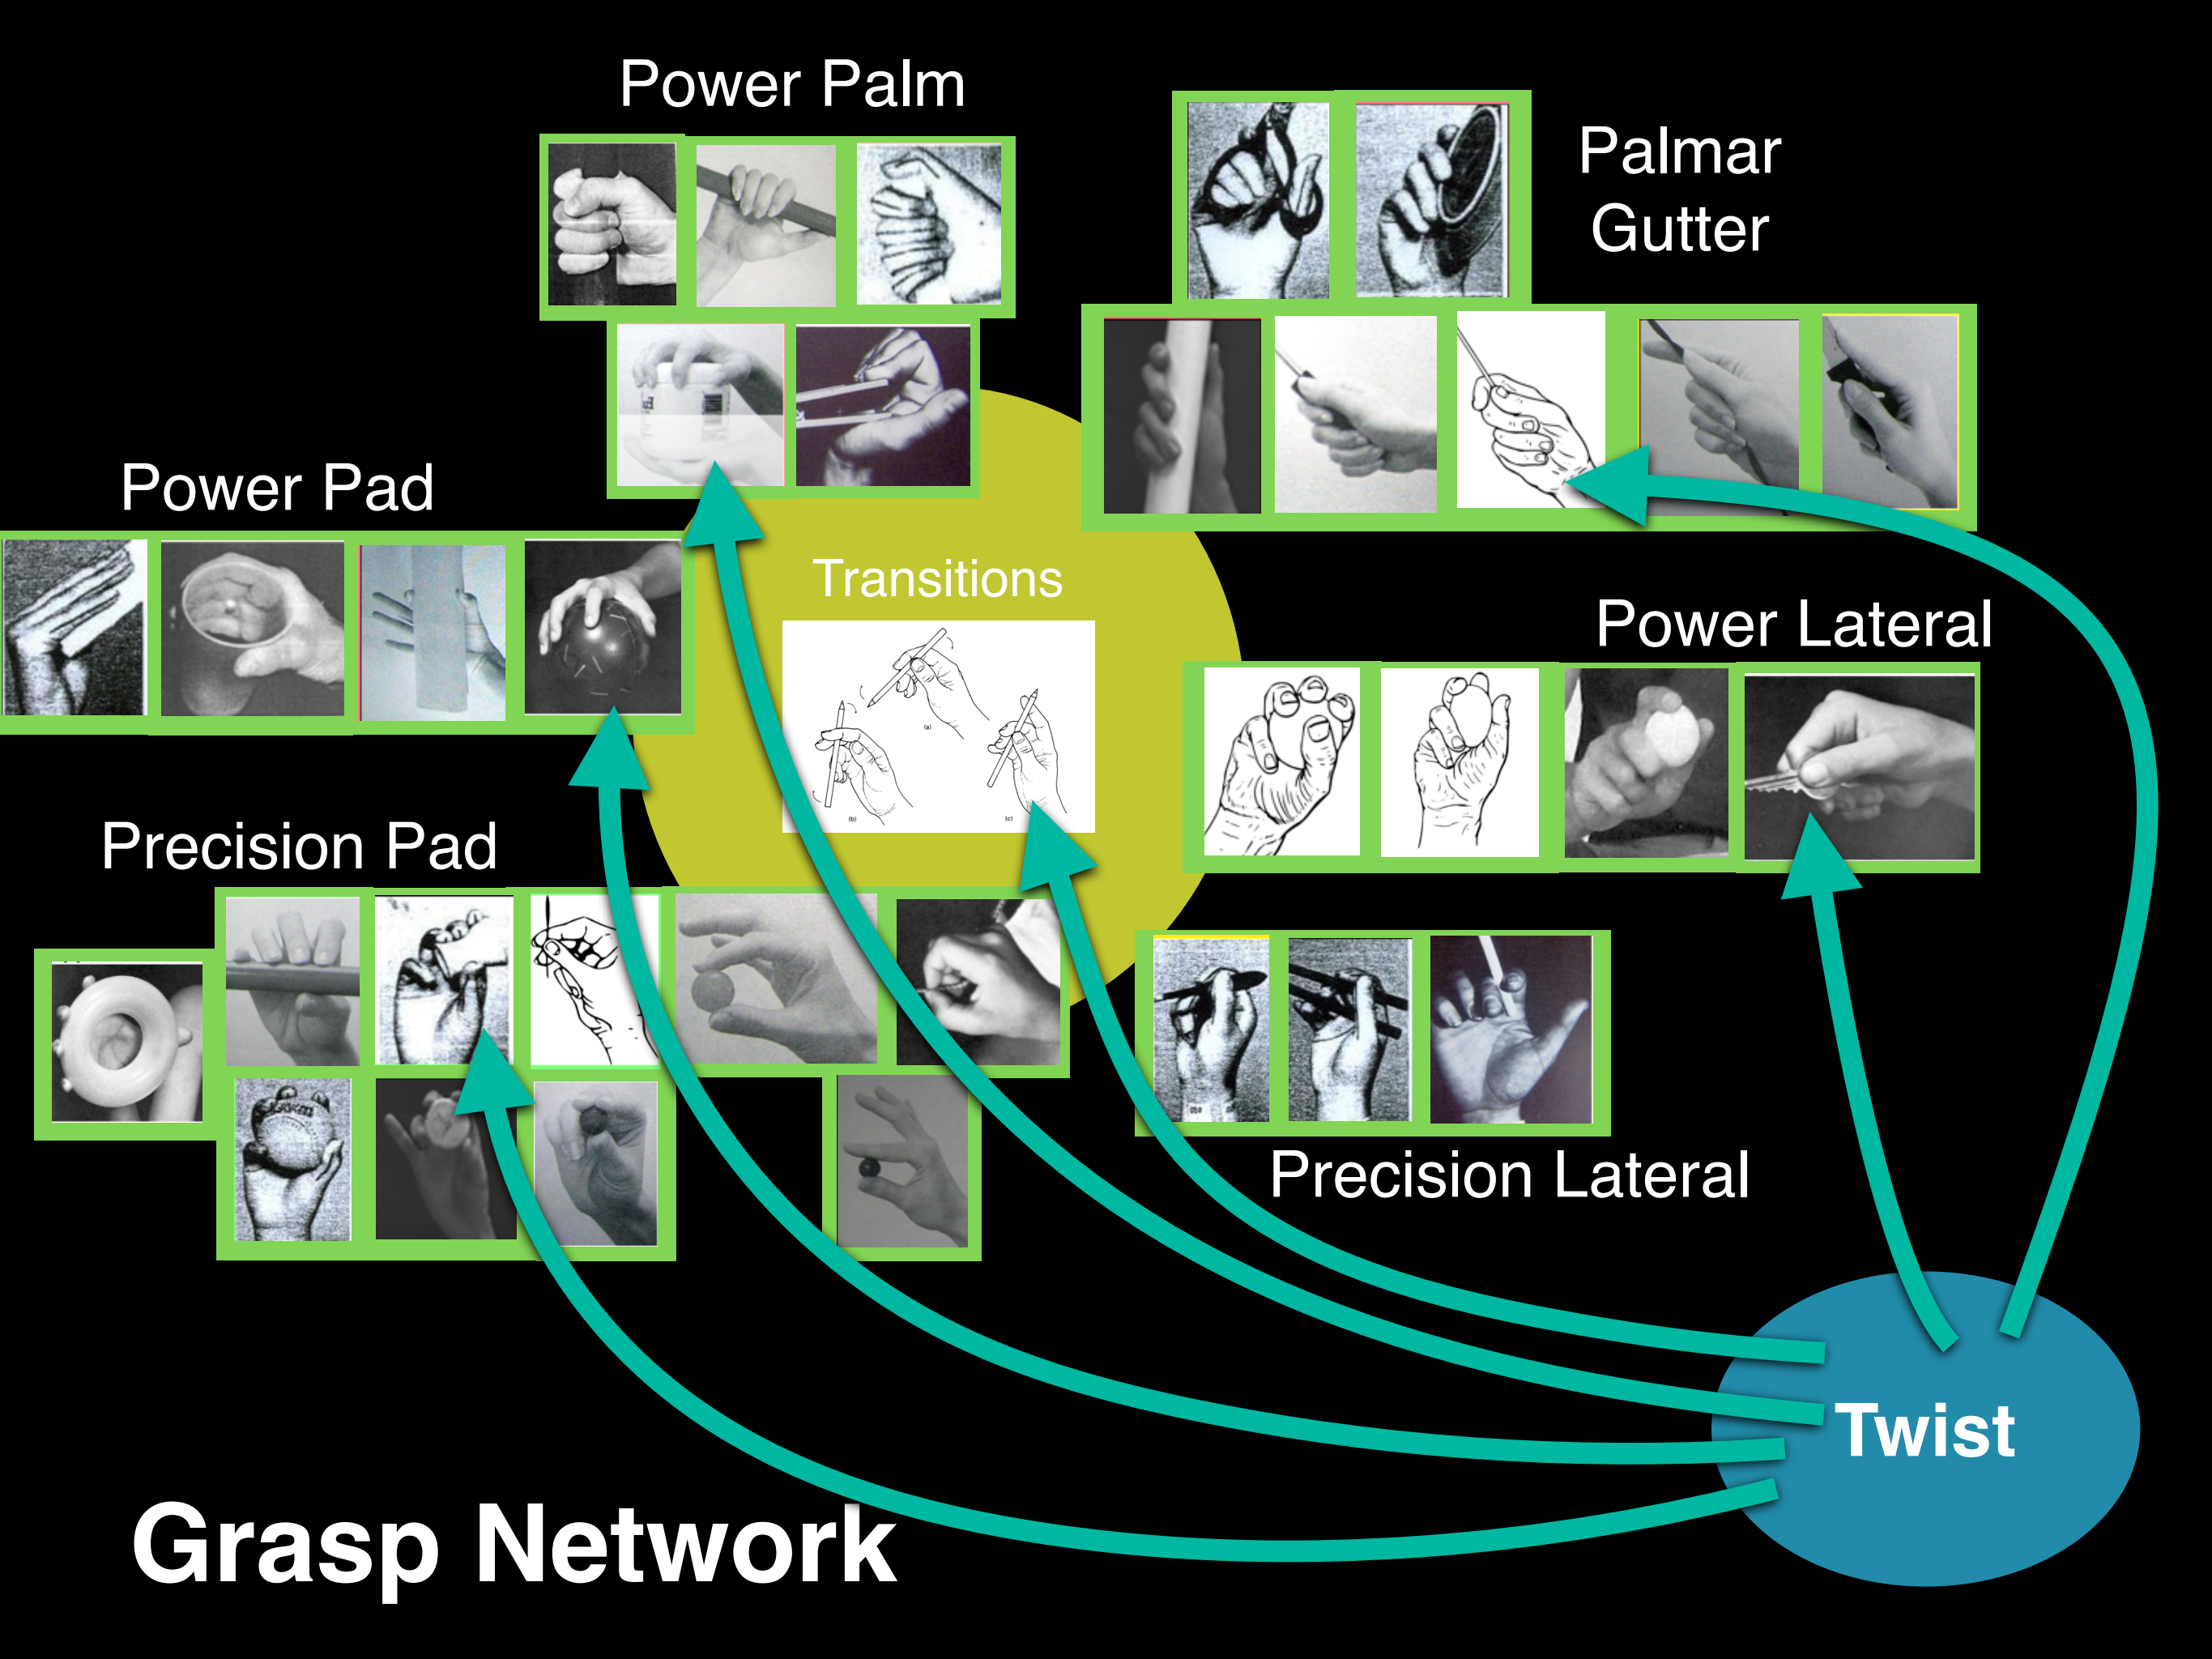 Power Palm
Palmar
Gutter
Power Pad
Transitions
(a)
(b)
(c)
Power Lateral
Precision Pad
Precision Lateral
Twist
Grasp Network